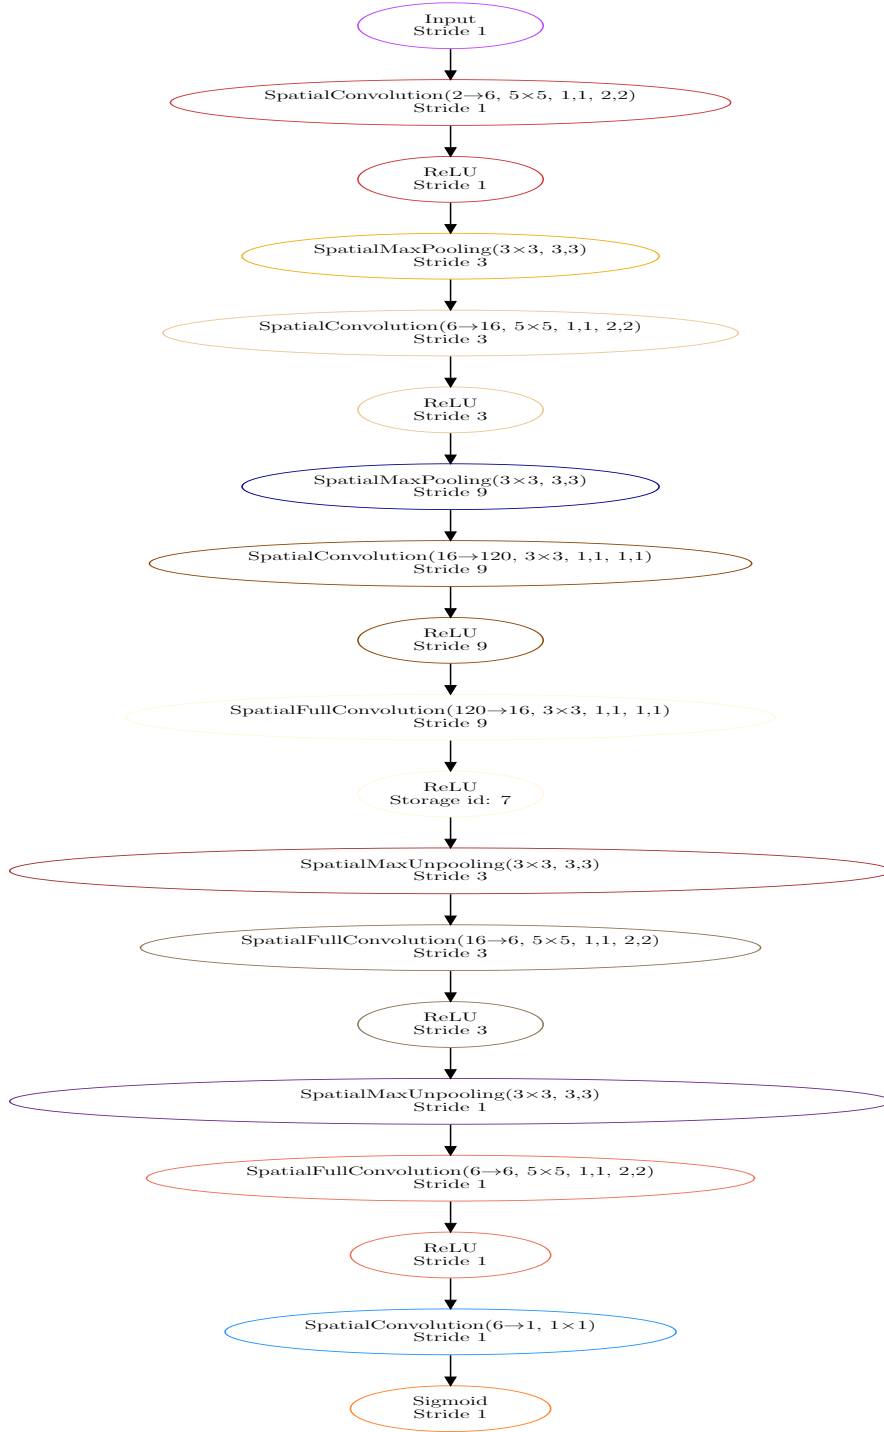 Input
Stride 1
SpatialConvolution(2→6, 5×5, 1,1, 2,2)
Stride 1
ReLU
Stride 1
SpatialMaxPooling(3×3, 3,3)
Stride 3
SpatialConvolution(6→16, 5×5, 1,1, 2,2)
Stride 3
ReLU
Stride 3
SpatialMaxPooling(3×3, 3,3)
Stride 9
SpatialConvolution(16→120, 3×3, 1,1, 1,1)
Stride 9
ReLU
Stride 9
SpatialFullConvolution(120→16, 3×3, 1,1, 1,1)
Stride 9
ReLU
Storage id: 7
SpatialMaxUnpooling(3×3, 3,3)
Stride 3
SpatialFullConvolution(16→6, 5×5, 1,1, 2,2)
Stride 3
ReLU
Stride 3
SpatialMaxUnpooling(3×3, 3,3)
Stride 1
SpatialFullConvolution(6→6, 5×5, 1,1, 2,2)
Stride 1
ReLU
Stride 1
SpatialConvolution(6→1, 1×1)
Stride 1
Sigmoid
Stride 1